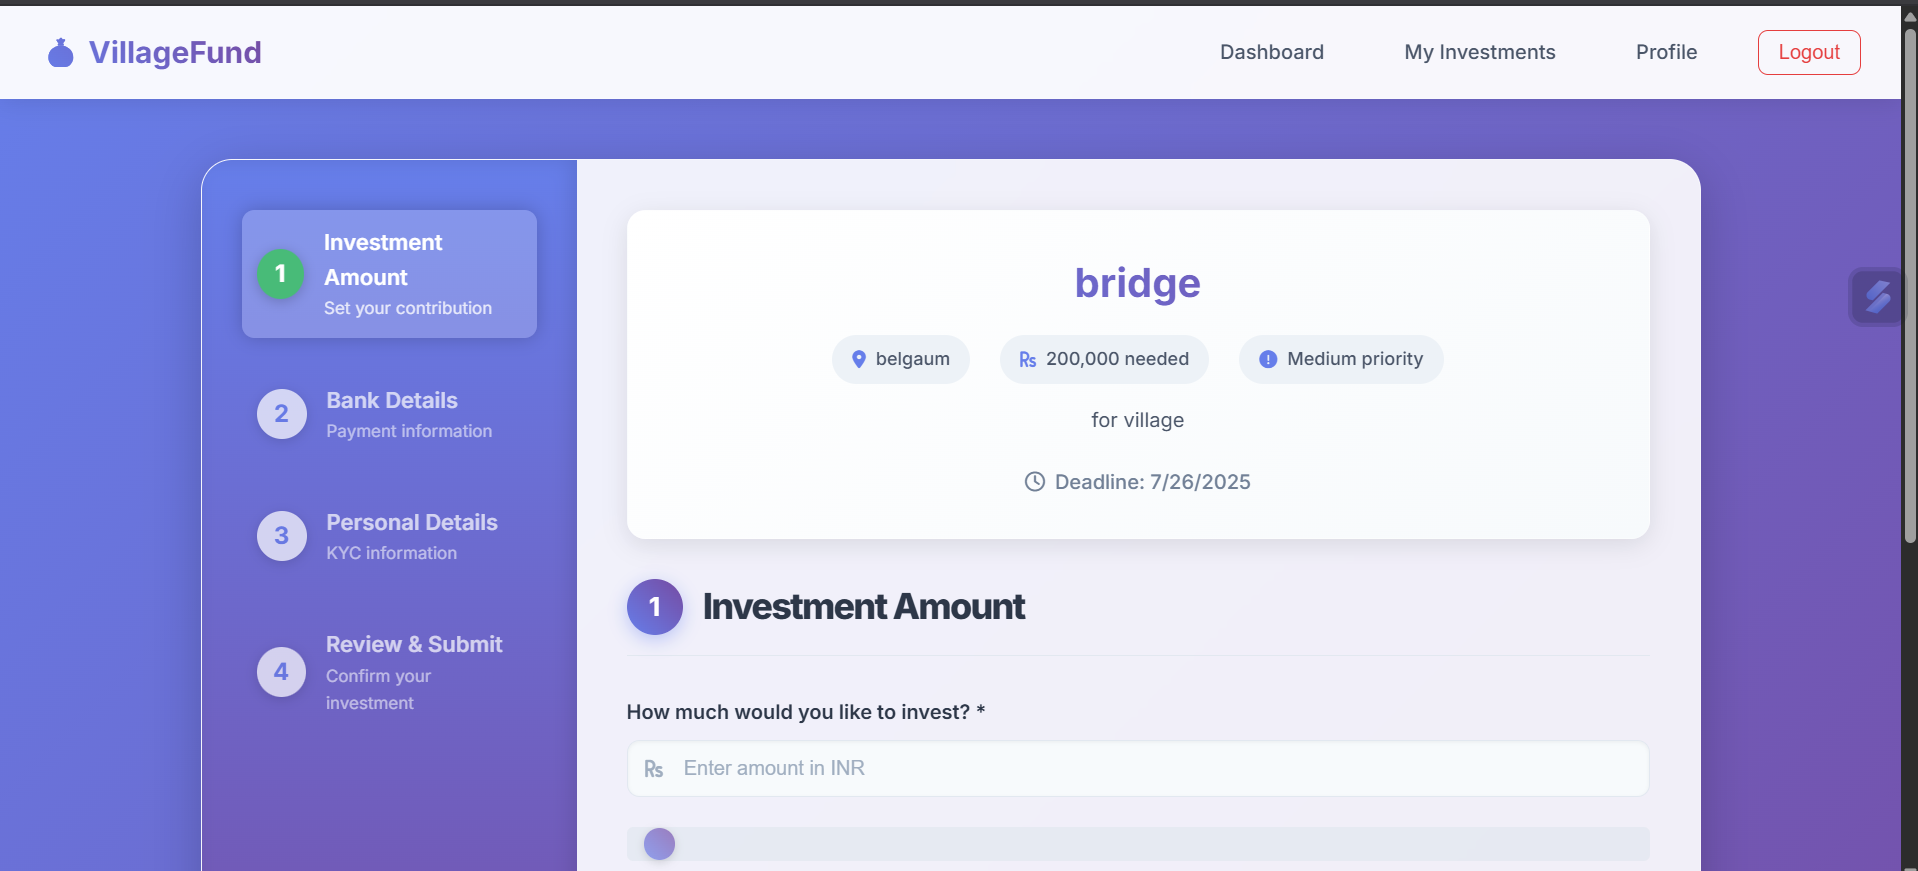 VillageFund
Dashboard
My Investments
Profile
Logout
1
Investment
Amount
Set your contribution
2
Bank Details
Payment information
3
Personal Details
KYC information
4
Review & Submit
Confirm your
investment
bridge
belgaum
Rs 200,000 needed
Medium priority
for village
Deadline: 7/26/2025
1 Investment Amount
How much would you like to invest? *
Rs Enter amount in INR